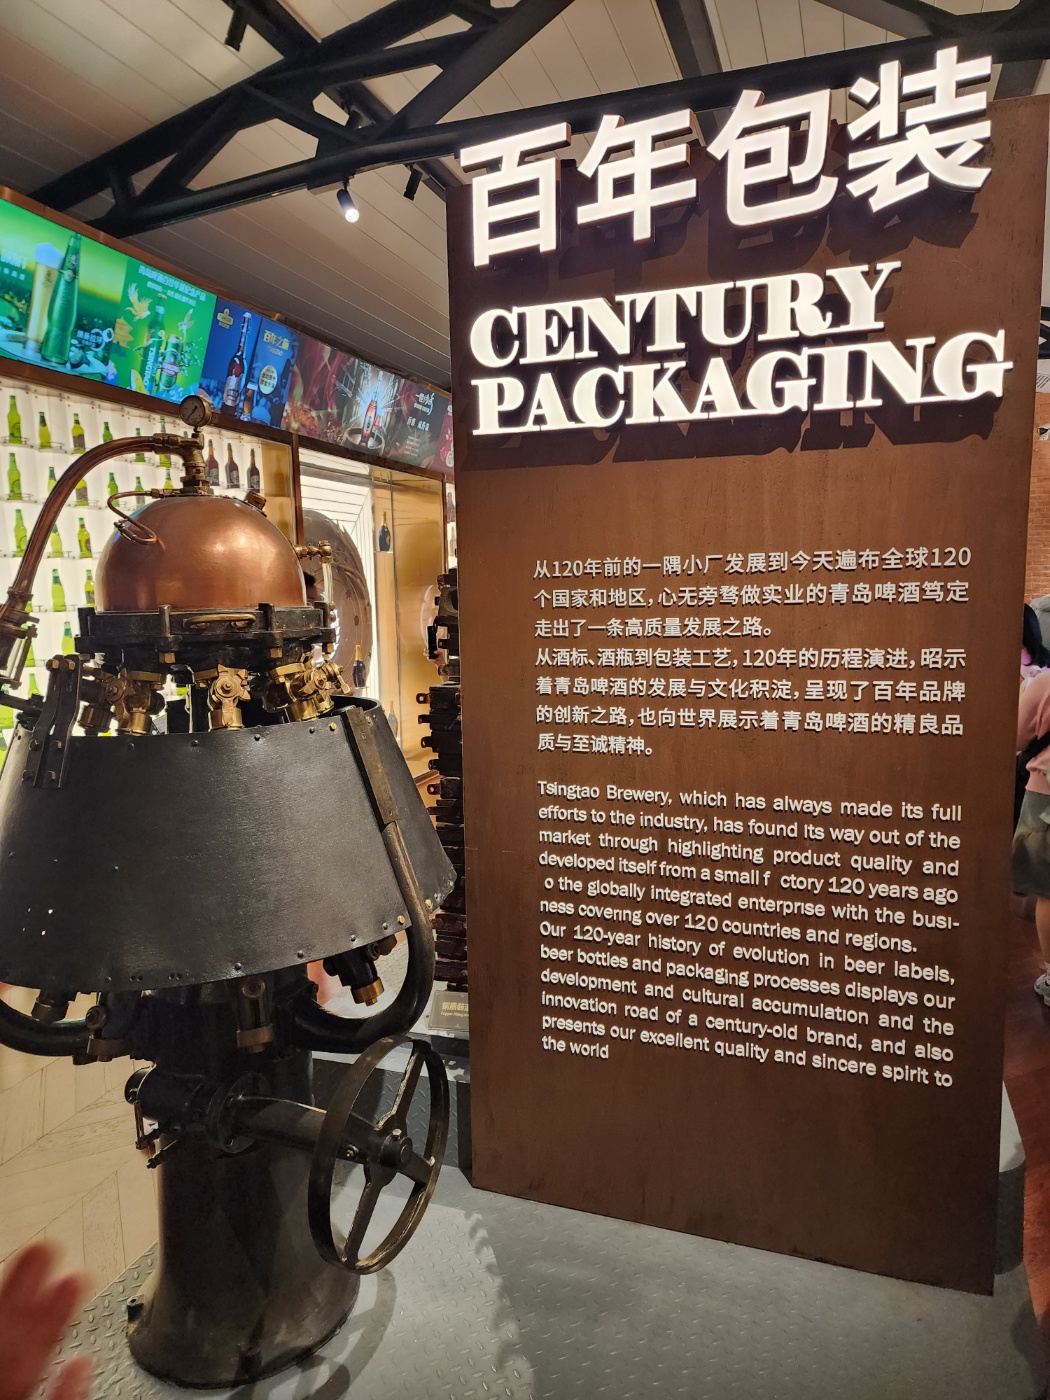 百年包装
CENTURY
PACKAGING
从120年前的一隅小厂发展到今天遍布全球120
个国家和地区，心无旁骛做实业的青岛啤酒笃定
走出了一条高质量发展之路。
从酒标、酒瓶到包装工艺，120年的历程演进，昭示
着青岛啤酒的发展与文化积淀，呈现了百年品牌
的创新之路，也向世界展示着青岛啤酒的精良品
质与至诚精神。
Tsingtao Brewery, which has always made its full
efforts to the industry, has found its way out of the
market through highlighting product quality and
developed itself from a small f ctory 120 years ago
o the globally integrated enterprise with the busi-
ness covering over 120 countries and regions.
Our 120-year history of evolution in beer labels,
beer bottles and packaging processes displays our
development and cultural accumulation and the
innovation road of a century-old brand, and also
presents our excellent quality and sincere spirit to
the world